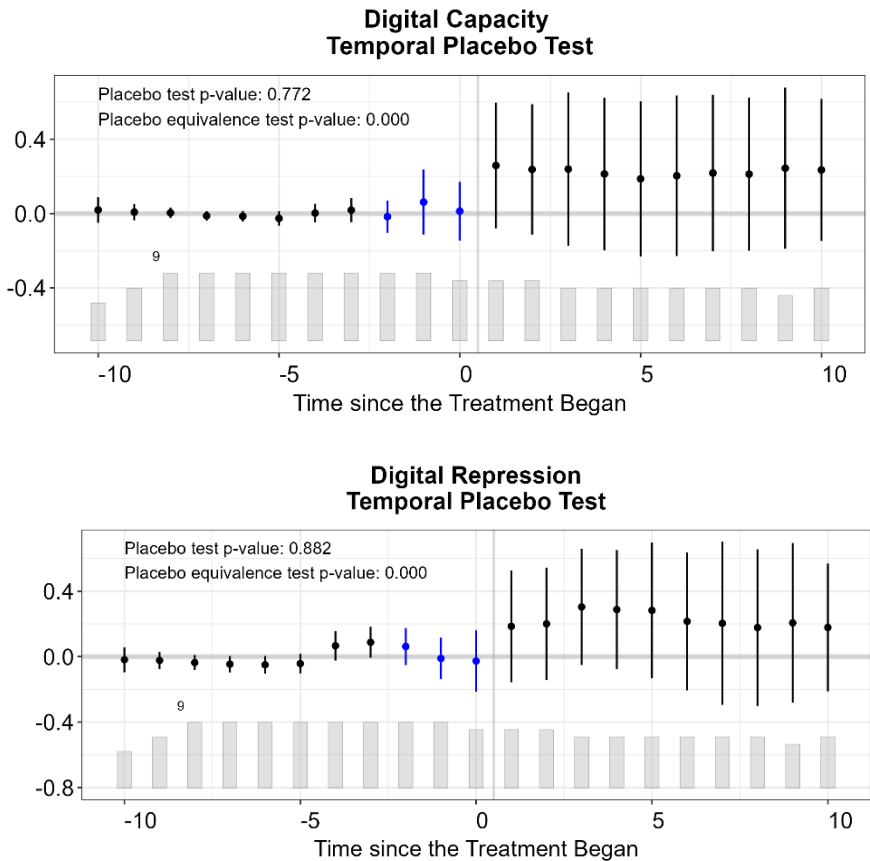 Digital Capacity
Temporal Placebo Test
Placebo test p-value: 0.772
Placebo equivalence test p-value: 0.000
0.4
0.0
-0.4
9
-10 -5 0 5 10
Time since the Treatment Began
Digital Repression
Temporal Placebo Test
Placebo test p-value: 0.882
Placebo equivalence test p-value: 0.000
0.4
0.0
-0.4
-0.8
9
-10 -5 0 5 10
Time since the Treatment Began